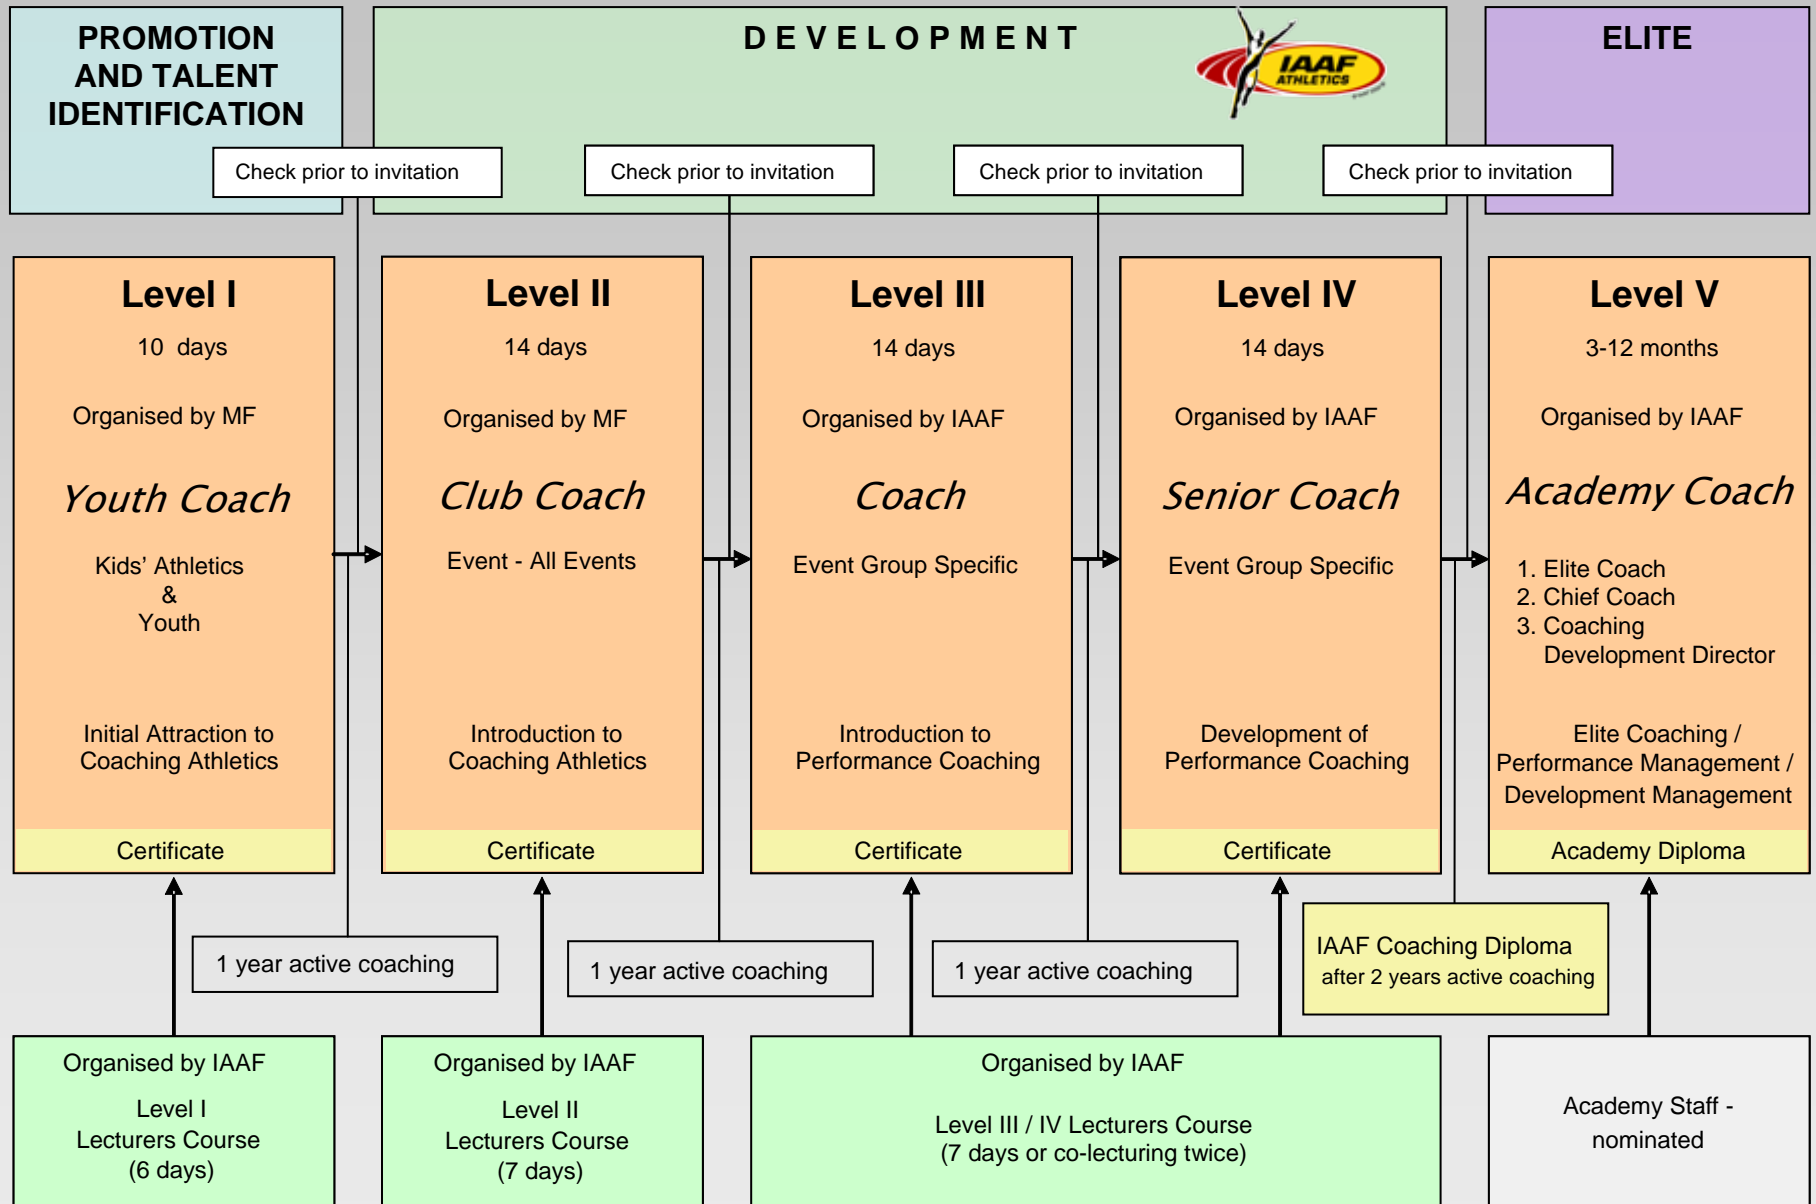 PROMOTION
AND TALENT
IDENTIFICATION
D E V E L O P M E N T
IAAF
ATHLETICS
ELITE
Check prior to invitation
Check prior to invitation
Check prior to invitation
Check prior to invitation
Level I
10 days
Organised by MF
Youth Coach
Kids' Athletics
&
Youth
Initial Attraction to
Coaching Athletics
Certificate
Level II
14 days
Organised by MF
Club Coach
Event - All Events
Introduction to
Coaching Athletics
Certificate
Level III
14 days
Organised by IAAF
Coach
Event Group Specific
Introduction to
Performance Coaching
Certificate
Level IV
14 days
Organised by IAAF
Senior Coach
Event Group Specific
Development of
Performance Coaching
Certificate
Level V
3-12 months
Organised by IAAF
Academy Coach
1. Elite Coach
2. Chief Coach
3. Coaching
Development Director
Elite Coaching /
Performance Management /
Development Management
Academy Diploma
1 year active coaching
1 year active coaching
1 year active coaching
IAAF Coaching Diploma
after 2 years active coaching
Organised by IAAF
Level I
Lecturers Course
(6 days)
Organised by IAAF
Level II
Lecturers Course
(7 days)
Organised by IAAF
Level III / IV Lecturers Course
(7 days or co-lecturing twice)
Academy Staff -
nominated